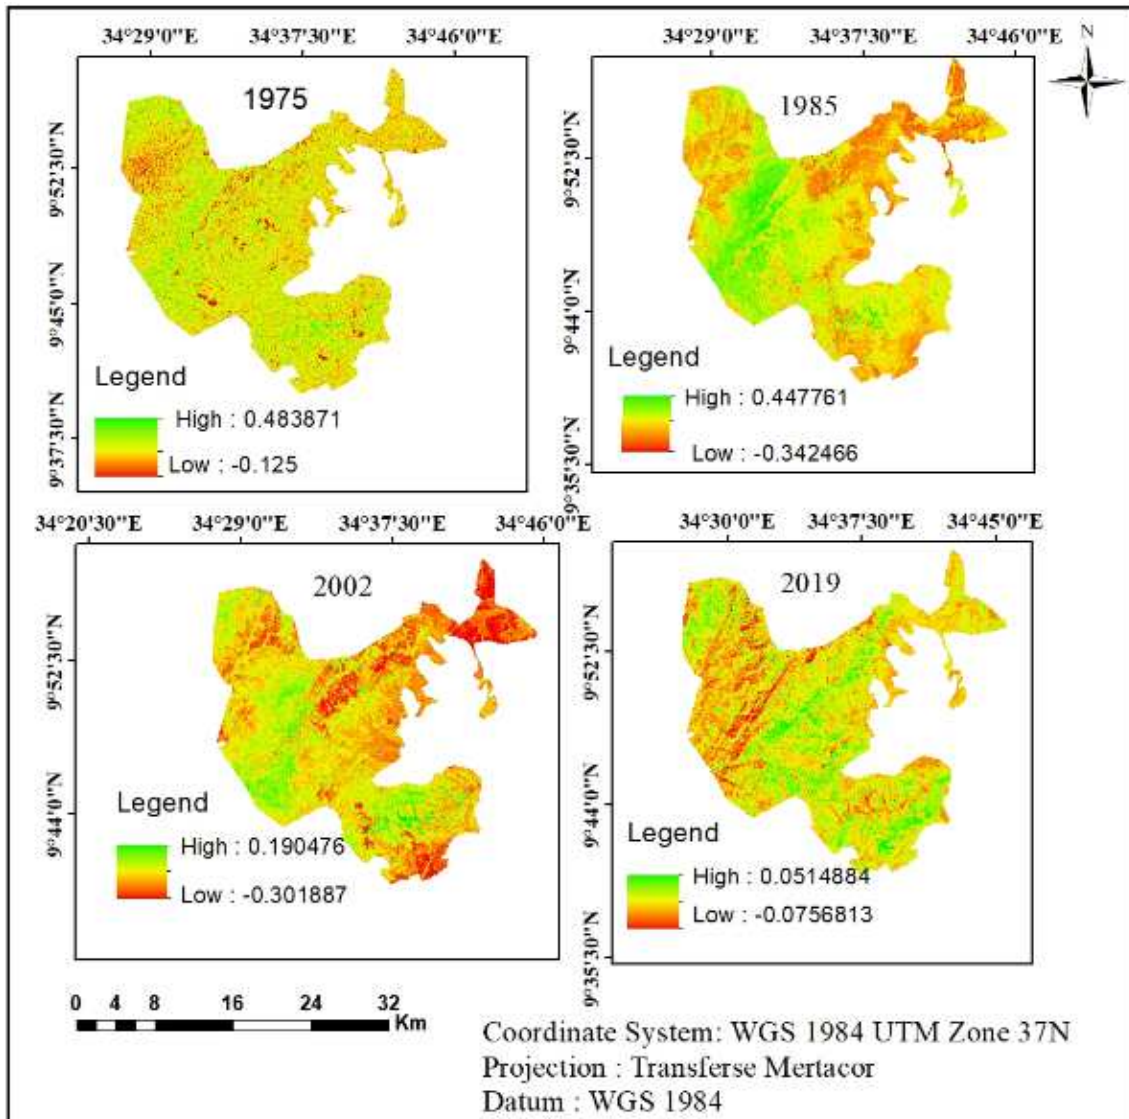 34°29'0"E 34°37'30"E 34°46'0"E
34°29'0"E 34°37'30"E 34°46'0"E
N
1975
1985
9°52'30"N
9°45'0"N
9°37'30"N
9°52'30"N
9°44'0"N
9°35'30"N
Legend
High : 0.483871
Low : -0.125
Legend
High : 0.447761
Low : -0.342466
34°20'30"E 34°29'0"E 34°37'30"E 34°46'0"E
34°30'0"E 34°37'30"E 34°45'0"E
2002
2019
9°52'30"N
9°44'0"N
9°52'30"N
9°44'0"N
9°35'30"N
Legend
High : 0.190476
Low : -0.301887
Legend
High : 0.0514884
Low : -0.0756813
0 4 8 16 24 32
Km
Coordinate System: WGS 1984 UTM Zone 37N
Projection : Transferse Mertacor
Datum : WGS 1984